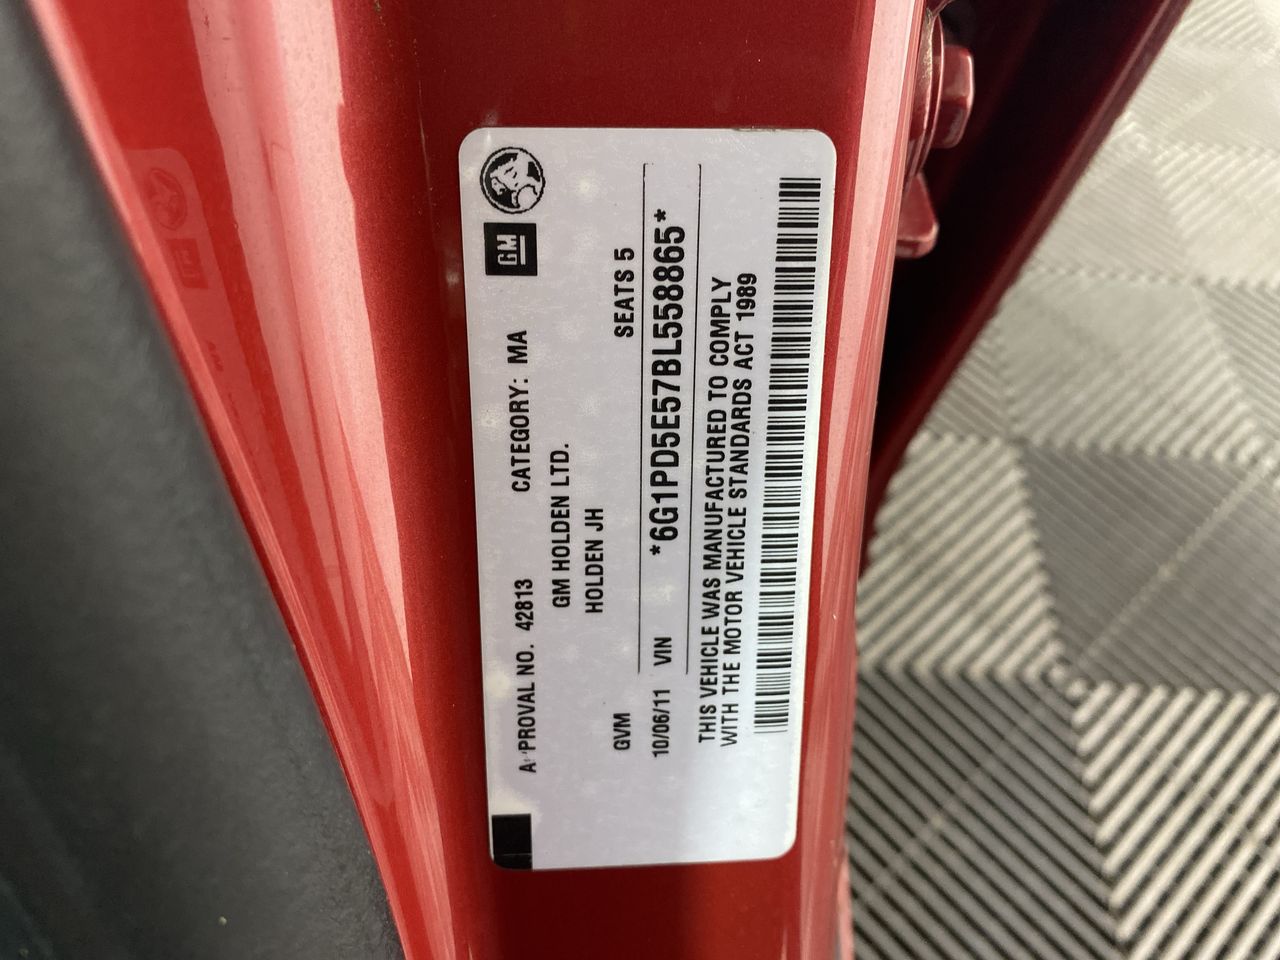 GM
APPROVAL NO. 42813 CATEGORY: MA
GM HOLDEN LTD.
HOLDEN JH
GVM SEATS 5
10/06/11 VIN *6G1PD5E57BL558865*
THIS VEHICLE WAS MANUFACTURED TO COMPLY
WITH THE MOTOR VEHICLE STANDARDS ACT 1989